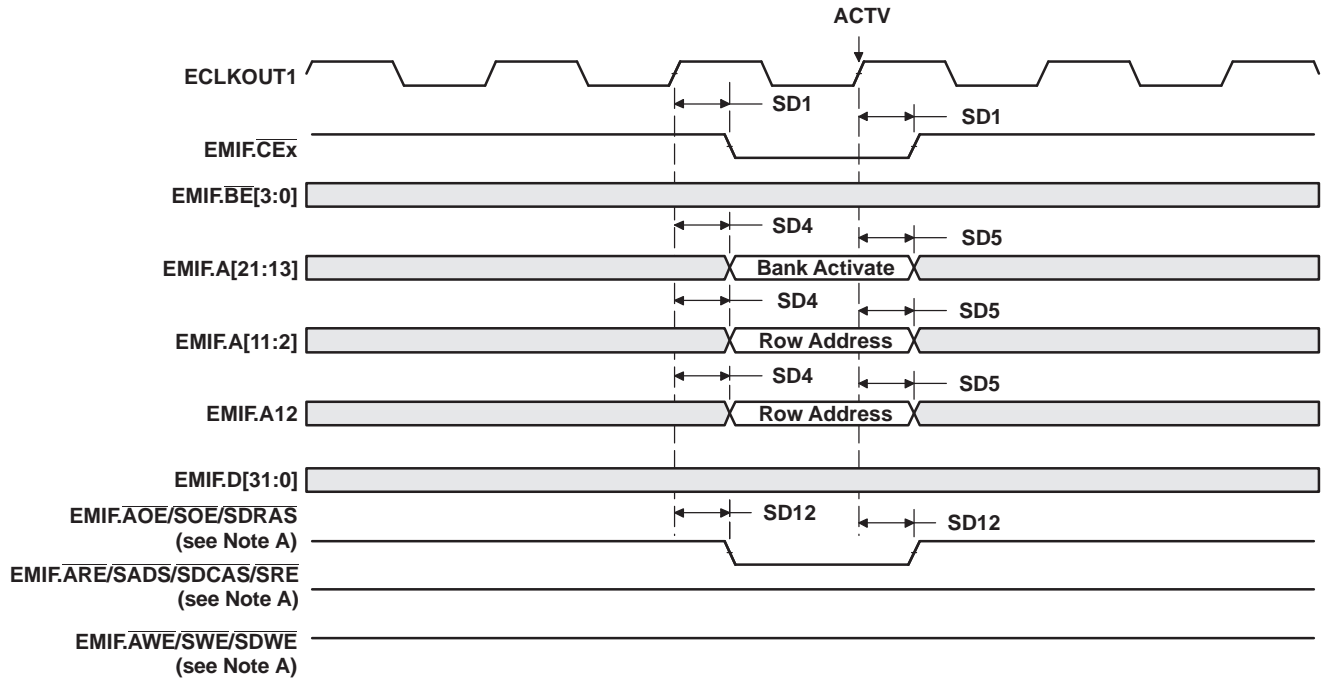 ACTV
ECLKOUT1
SD1
SD1
EMIF.CEx
EMIF.BE[3:0]
SD4
SD5
EMIF.A[21:13]
Bank Activate
SD4
SD5
EMIF.A[11:2]
Row Address
SD4
SD5
EMIF.A12
Row Address
EMIF.D[31:0]
EMIF.AOE/SOE/SDRAS
(see Note A)
SD12
SD12
EMIF.ARE/SADS/SDCAS/SRE
(see Note A)
EMIF.AWE/SWE/SDWE
(see Note A)